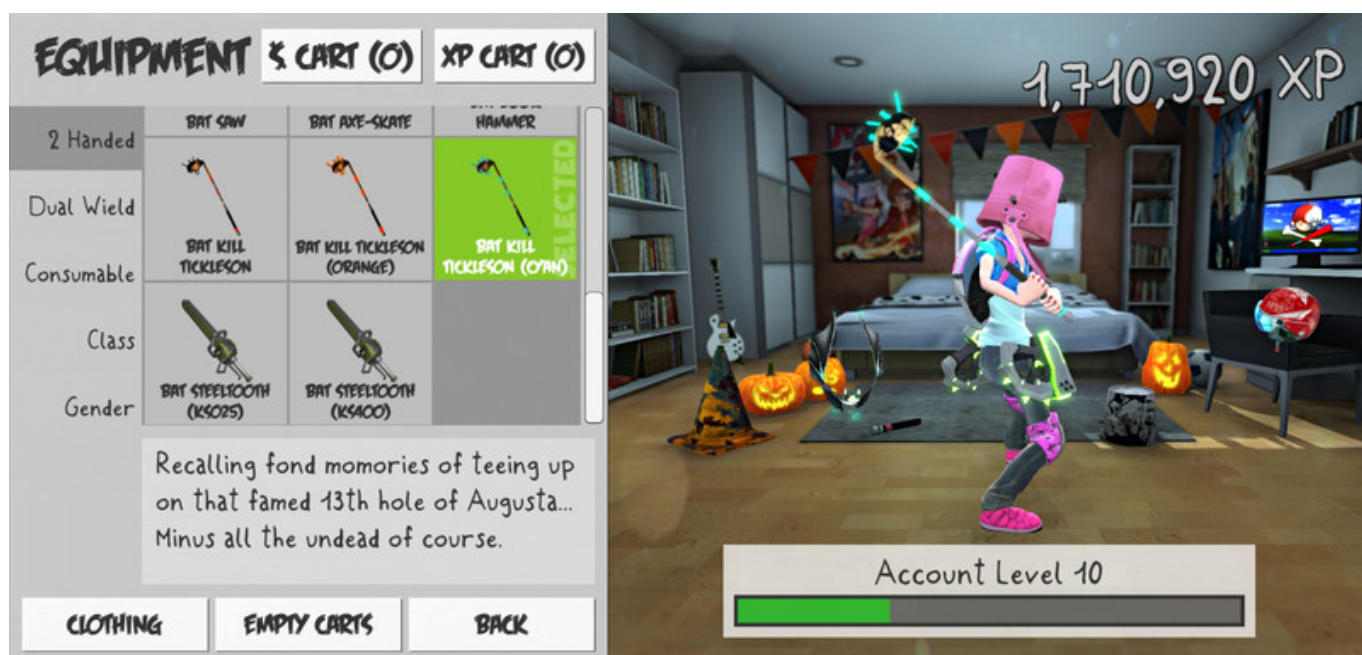 EQUIPMENT
CART (0)
XP CART (0)
1,710,920 XP
2 Handed
Dual Wield
Consumable
Class
Gender
BAT SAW
BAT AXE-SKATE
HAMMER
BAT KILL
TICKLESON
BAT KILL TICKLESON
(ORANGE)
SELECTED
BAT KILL
TICKLESON (CYAN)
BAT STEELTOOTH
(KS025)
BAT STEELTOOTH
(KS400)
Recalling fond momories of teeing up
on that famed 13th hole of Augusta...
Minus all the undead of course.
CLOTHING
EMPTY CARTS
BACK
Account Level 10